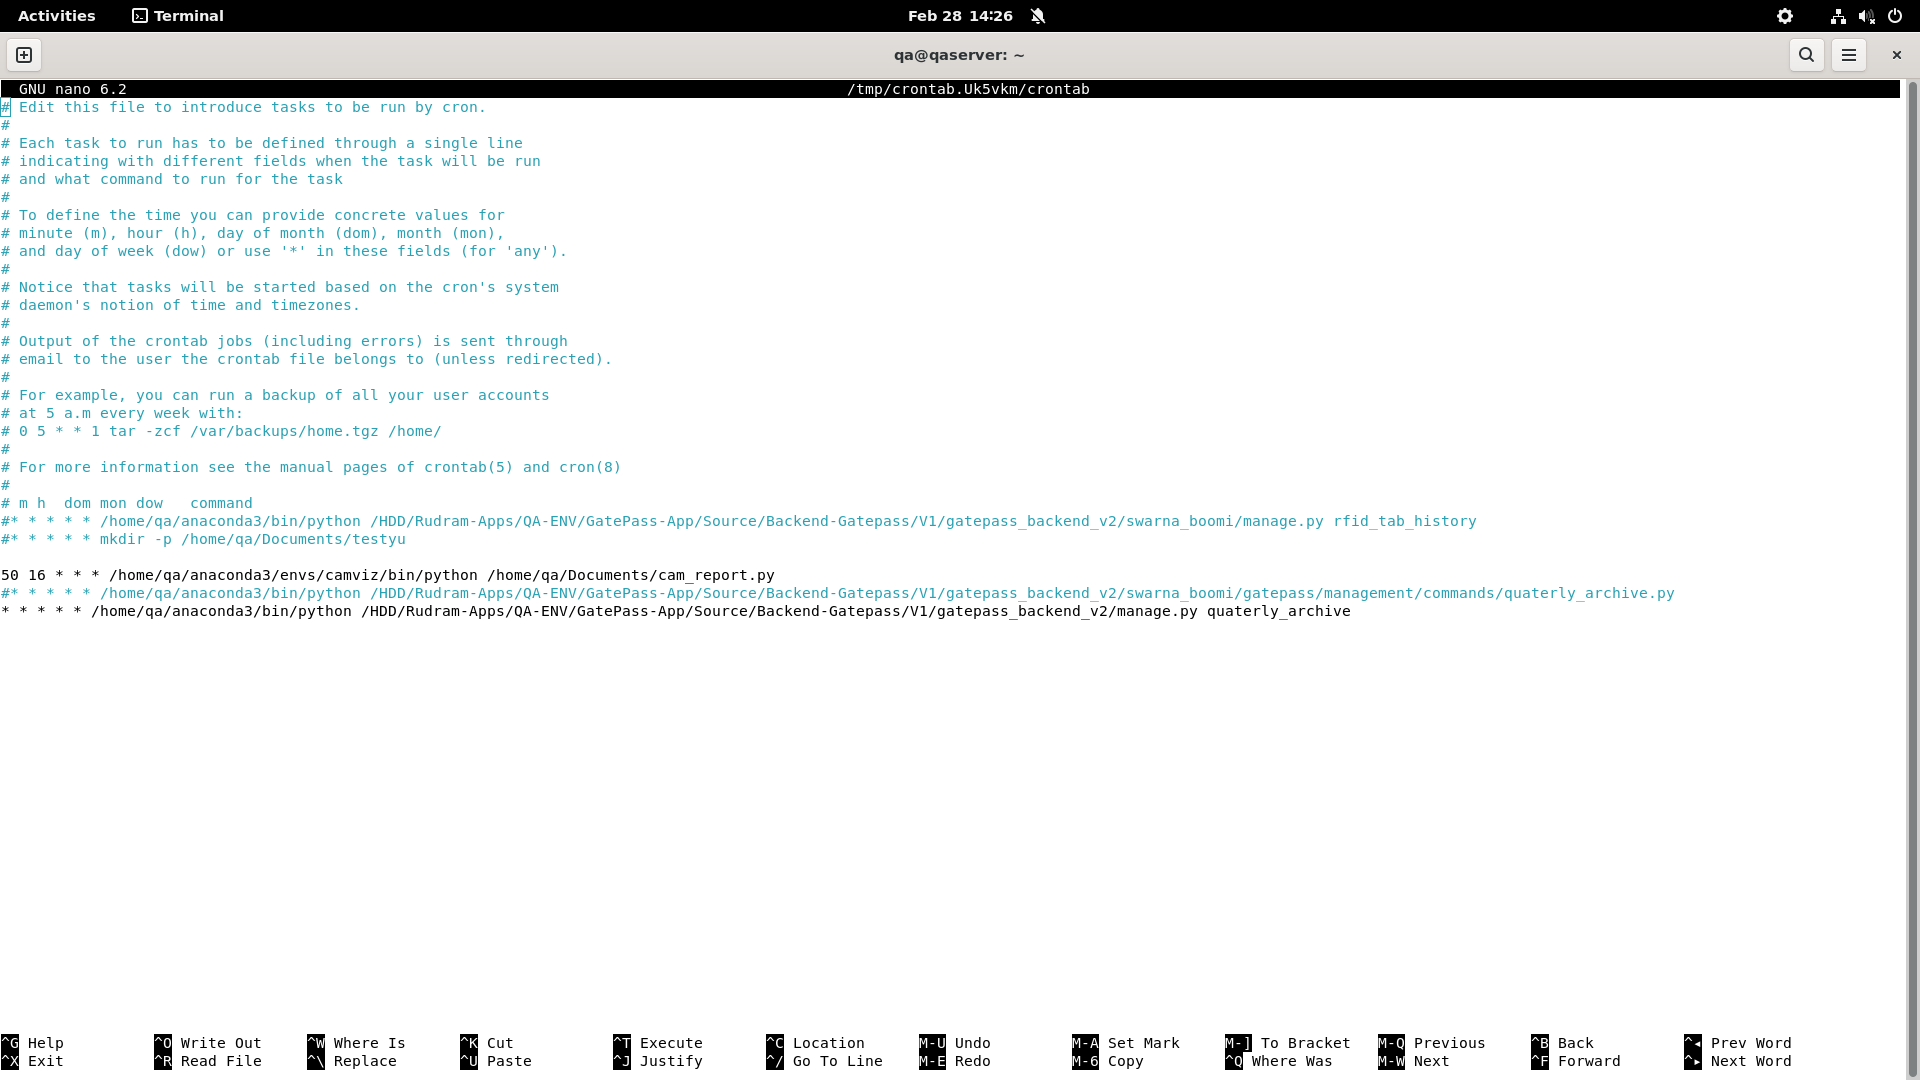 Activities Terminal Feb 28 14:26
qa@qaserver: ~
GNU nano 6.2 /tmp/crontab.Uk5vkm/crontab
# Edit this file to introduce tasks to be run by cron.
#
# Each task to run has to be defined through a single line
# indicating with different fields when the task will be run
# and what command to run for the task
#
# To define the time you can provide concrete values for
# minute (m), hour (h), day of month (dom), month (mon),
# and day of week (dow) or use '*' in these fields (for 'any').
#
# Notice that tasks will be started based on the cron's system
# daemon's notion of time and timezones.
#
# Output of the crontab jobs (including errors) is sent through
# email to the user the crontab file belongs to (unless redirected).
#
# For example, you can run a backup of all your user accounts
# at 5 a.m every week with:
# 0 5 * * 1 tar -zcf /var/backups/home.tgz /home/
#
# For more information see the manual pages of crontab(5) and cron(8)
#
# m h  dom mon dow   command
#* * * * * /home/qa/anaconda3/bin/python /HDD/Rudram-Apps/QA-ENV/GatePass-App/Source/Backend-Gatepass/V1/gatepass_backend_v2/swarna_boomi/manage.py rfid_tab_history
#* * * * * mkdir -p /home/qa/Documents/testyu
50 16 * * * /home/qa/anaconda3/envs/camviz/bin/python /home/qa/Documents/cam_report.py
#* * * * * /home/qa/anaconda3/bin/python /HDD/Rudram-Apps/QA-ENV/GatePass-App/Source/Backend-Gatepass/V1/gatepass_backend_v2/swarna_boomi/gatepass/management/commands/quaterly_archive.py
* * * * * /home/qa/anaconda3/bin/python /HDD/Rudram-Apps/QA-ENV/GatePass-App/Source/Backend-Gatepass/V1/gatepass_backend_v2/manage.py quaterly_archive
^G Help ^O Write Out ^W Where Is ^K Cut ^T Execute ^C Location M-U Undo M-A Set Mark M-] To Bracket M-Q Previous ^B Back ^◂ Prev Word
^X Exit ^R Read File ^\ Replace ^U Paste ^J Justify ^/ Go To Line M-E Redo M-6 Copy ^Q Where Was M-W Next ^F Forward ^▸ Next Word